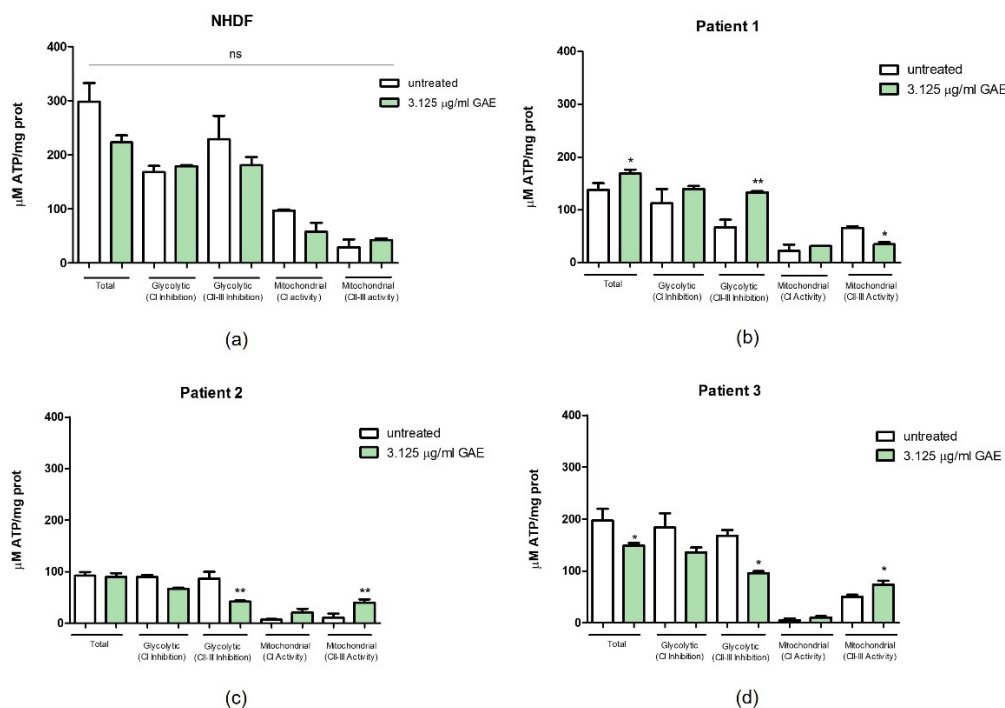 NHDF
ns
untreated
3.125 μg/ml GAE
μM ATP/mg prot
400
300
200
100
0
Total
Glycolytic
(CI Inhibition)
Glycolytic
(CII-III Inhibition)
Mitochondrial
(CI activity)
Mitochondrial
(CII-III activity)
(a)
Patient 1
untreated
3.125 μg/ml GAE
μM ATP/mg prot
400
300
200
100
0
*
**
*
Total
Glycolytic
(CI Inhibition)
Glycolytic
(CII-III Inhibition)
Mitochondrial
(CI Activity)
Mitochondrial
(CII-III Activity)
(b)
Patient 2
untreated
3.125 μg/ml GAE
μM ATP/mg prot
400
300
200
100
0
**
**
Total
Glycolytic
(CI Inhibition)
Glycolytic
(CII-III Inhibition)
Mitochondrial
(CI Activity)
Mitochondrial
(CII-III Activity)
(c)
Patient 3
untreated
3.125 μg/ml GAE
μM ATP/mg prot
400
300
200
100
0
*
*
*
Total
Glycolytic
(CI Inhibition)
Glycolytic
(CII-III Inhibition)
Mitochondrial
(CI Activity)
Mitochondrial
(CII-III Activity)
(d)